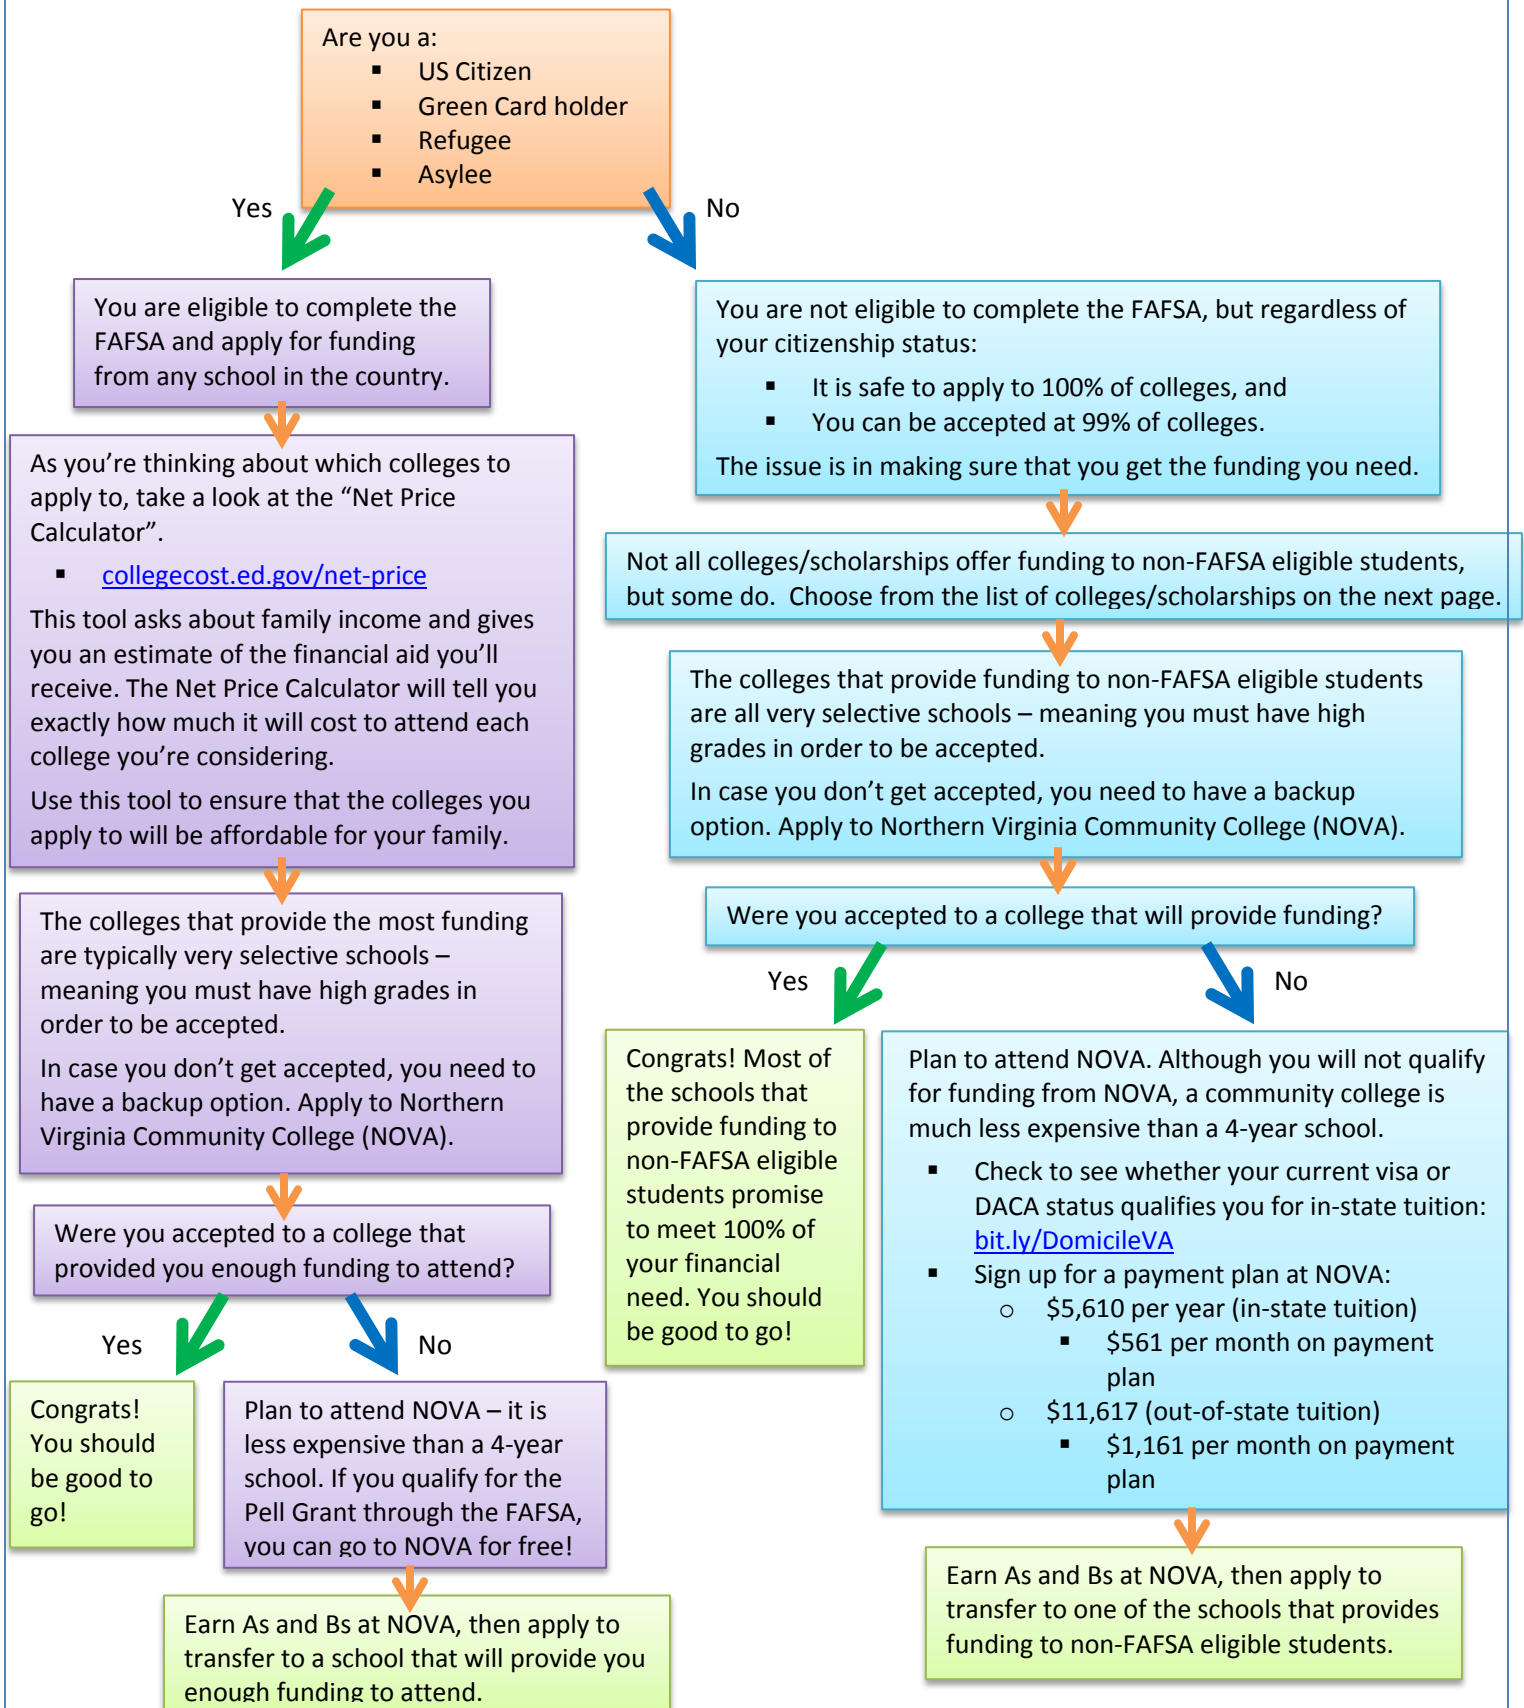 Are you a:
▪ US Citizen
▪ Green Card holder
▪ Refugee
▪ Asylee
Yes
No
You are eligible to complete the
FAFSA and apply for funding
from any school in the country.
As you’re thinking about which colleges to
apply to, take a look at the “Net Price
Calculator”.
▪ collegecost.ed.gov/net-price
This tool asks about family income and gives
you an estimate of the financial aid you’ll
receive. The Net Price Calculator will tell you
exactly how much it will cost to attend each
college you’re considering.
Use this tool to ensure that the colleges you
apply to will be affordable for your family.
The colleges that provide the most funding
are typically very selective schools –
meaning you must have high grades in
order to be accepted.
In case you don’t get accepted, you need to
have a backup option. Apply to Northern
Virginia Community College (NOVA).
Were you accepted to a college that
provided you enough funding to attend?
Yes
No
Congrats!
You should
be good to
go!
Plan to attend NOVA – it is
less expensive than a 4-year
school. If you qualify for the
Pell Grant through the FAFSA,
you can go to NOVA for free!
Earn As and Bs at NOVA, then apply to
transfer to a school that will provide you
enough funding to attend.
You are not eligible to complete the FAFSA, but regardless of
your citizenship status:
▪ It is safe to apply to 100% of colleges, and
▪ You can be accepted at 99% of colleges.
The issue is in making sure that you get the funding you need.
Not all colleges/scholarships offer funding to non-FAFSA eligible students,
but some do. Choose from the list of colleges/scholarships on the next page.
The colleges that provide funding to non-FAFSA eligible students
are all very selective schools – meaning you must have high
grades in order to be accepted.
In case you don’t get accepted, you need to have a backup
option. Apply to Northern Virginia Community College (NOVA).
Were you accepted to a college that will provide funding?
Yes
No
Congrats! Most of
the schools that
provide funding to
non-FAFSA eligible
students promise
to meet 100% of
your financial
need. You should
be good to go!
Plan to attend NOVA. Although you will not qualify
for funding from NOVA, a community college is
much less expensive than a 4-year school.
▪ Check to see whether your current visa or
DACA status qualifies you for in-state tuition:
bit.ly/DomicileVA
▪ Sign up for a payment plan at NOVA:
o $5,610 per year (in-state tuition)
▪ $561 per month on payment
plan
o $11,617 (out-of-state tuition)
▪ $1,161 per month on payment
plan
Earn As and Bs at NOVA, then apply to
transfer to one of the schools that provides
funding to non-FAFSA eligible students.